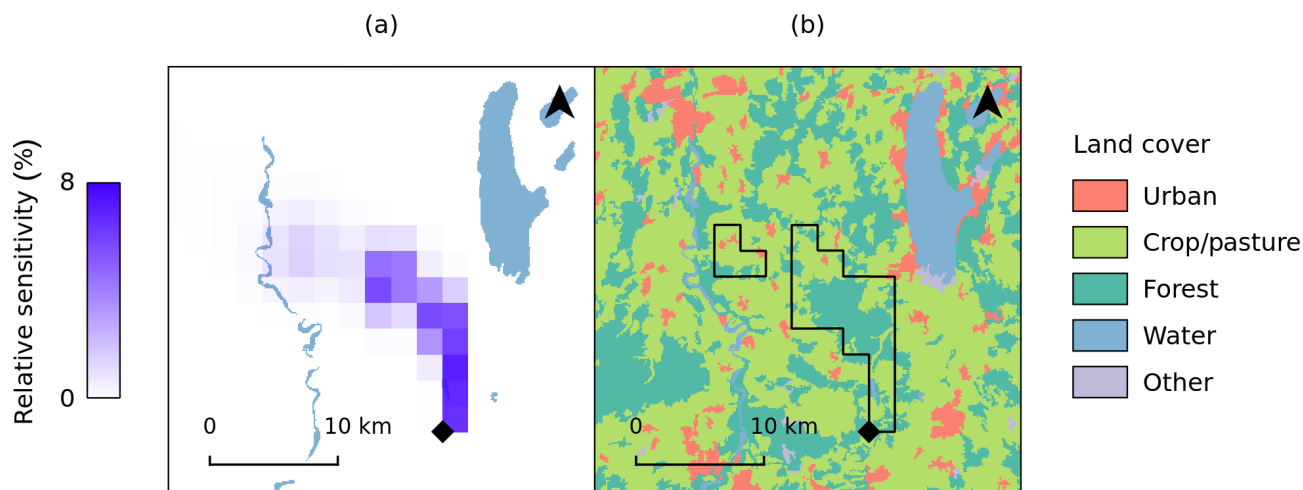 (a)
(b)
Relative sensitivity (%)
8
0
0 10 km
0 10 km
Land cover
Urban
Crop/pasture
Forest
Water
Other